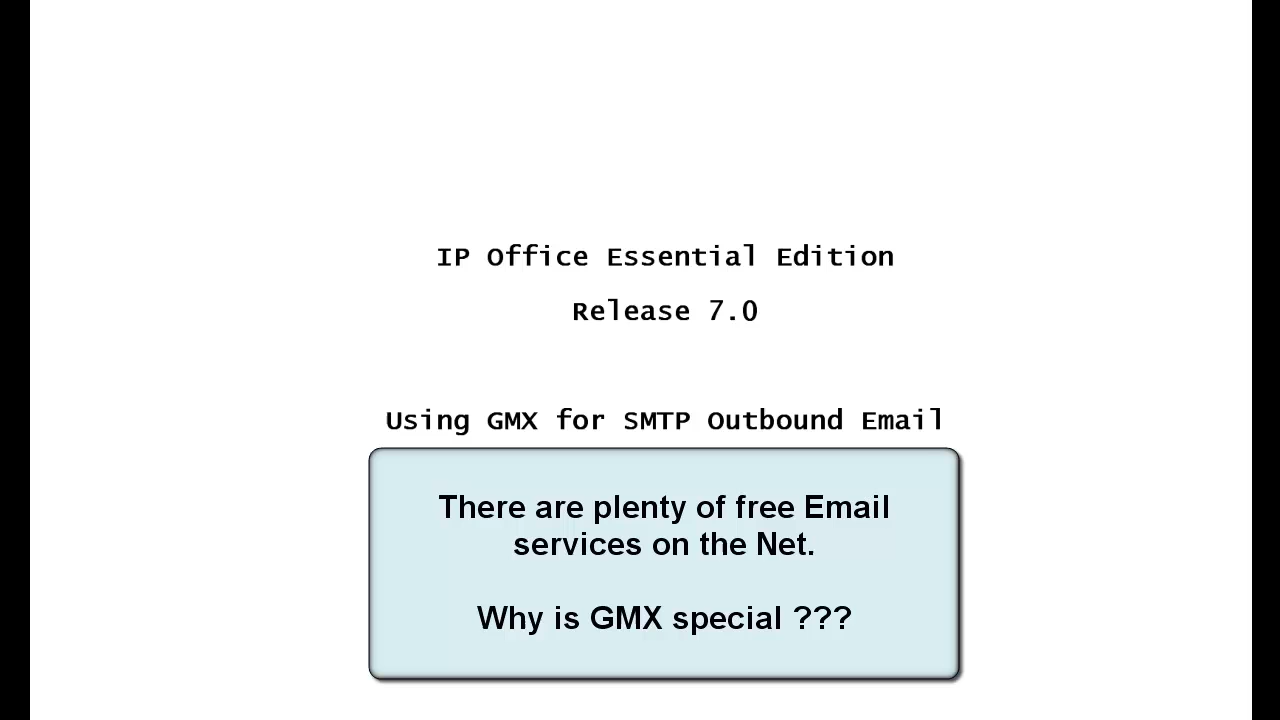 IP Office Essential Edition
Release 7.0
Using GMX for SMTP Outbound Email
There are plenty of free Email
services on the Net.
Why is GMX special ???